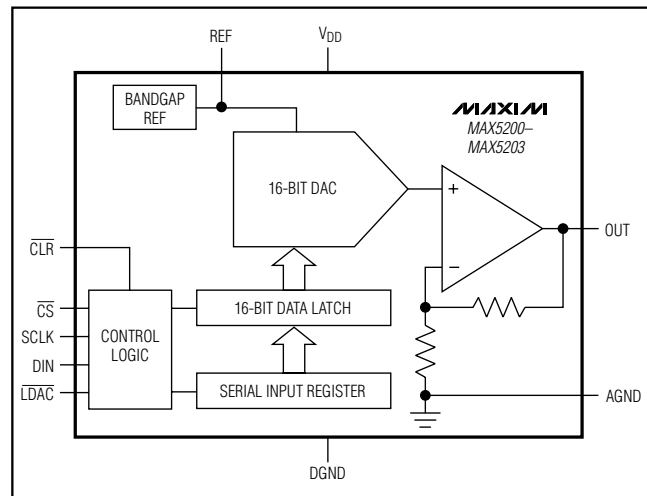 REF
VDD
BANDGAP
REF
MAXIM
MAX5200–
MAX5203
16-BIT DAC
+
OUT
CLR
−
CS
16-BIT DATA LATCH
SCLK
CONTROL
LOGIC
DIN
LDAC
SERIAL INPUT REGISTER
AGND
DGND